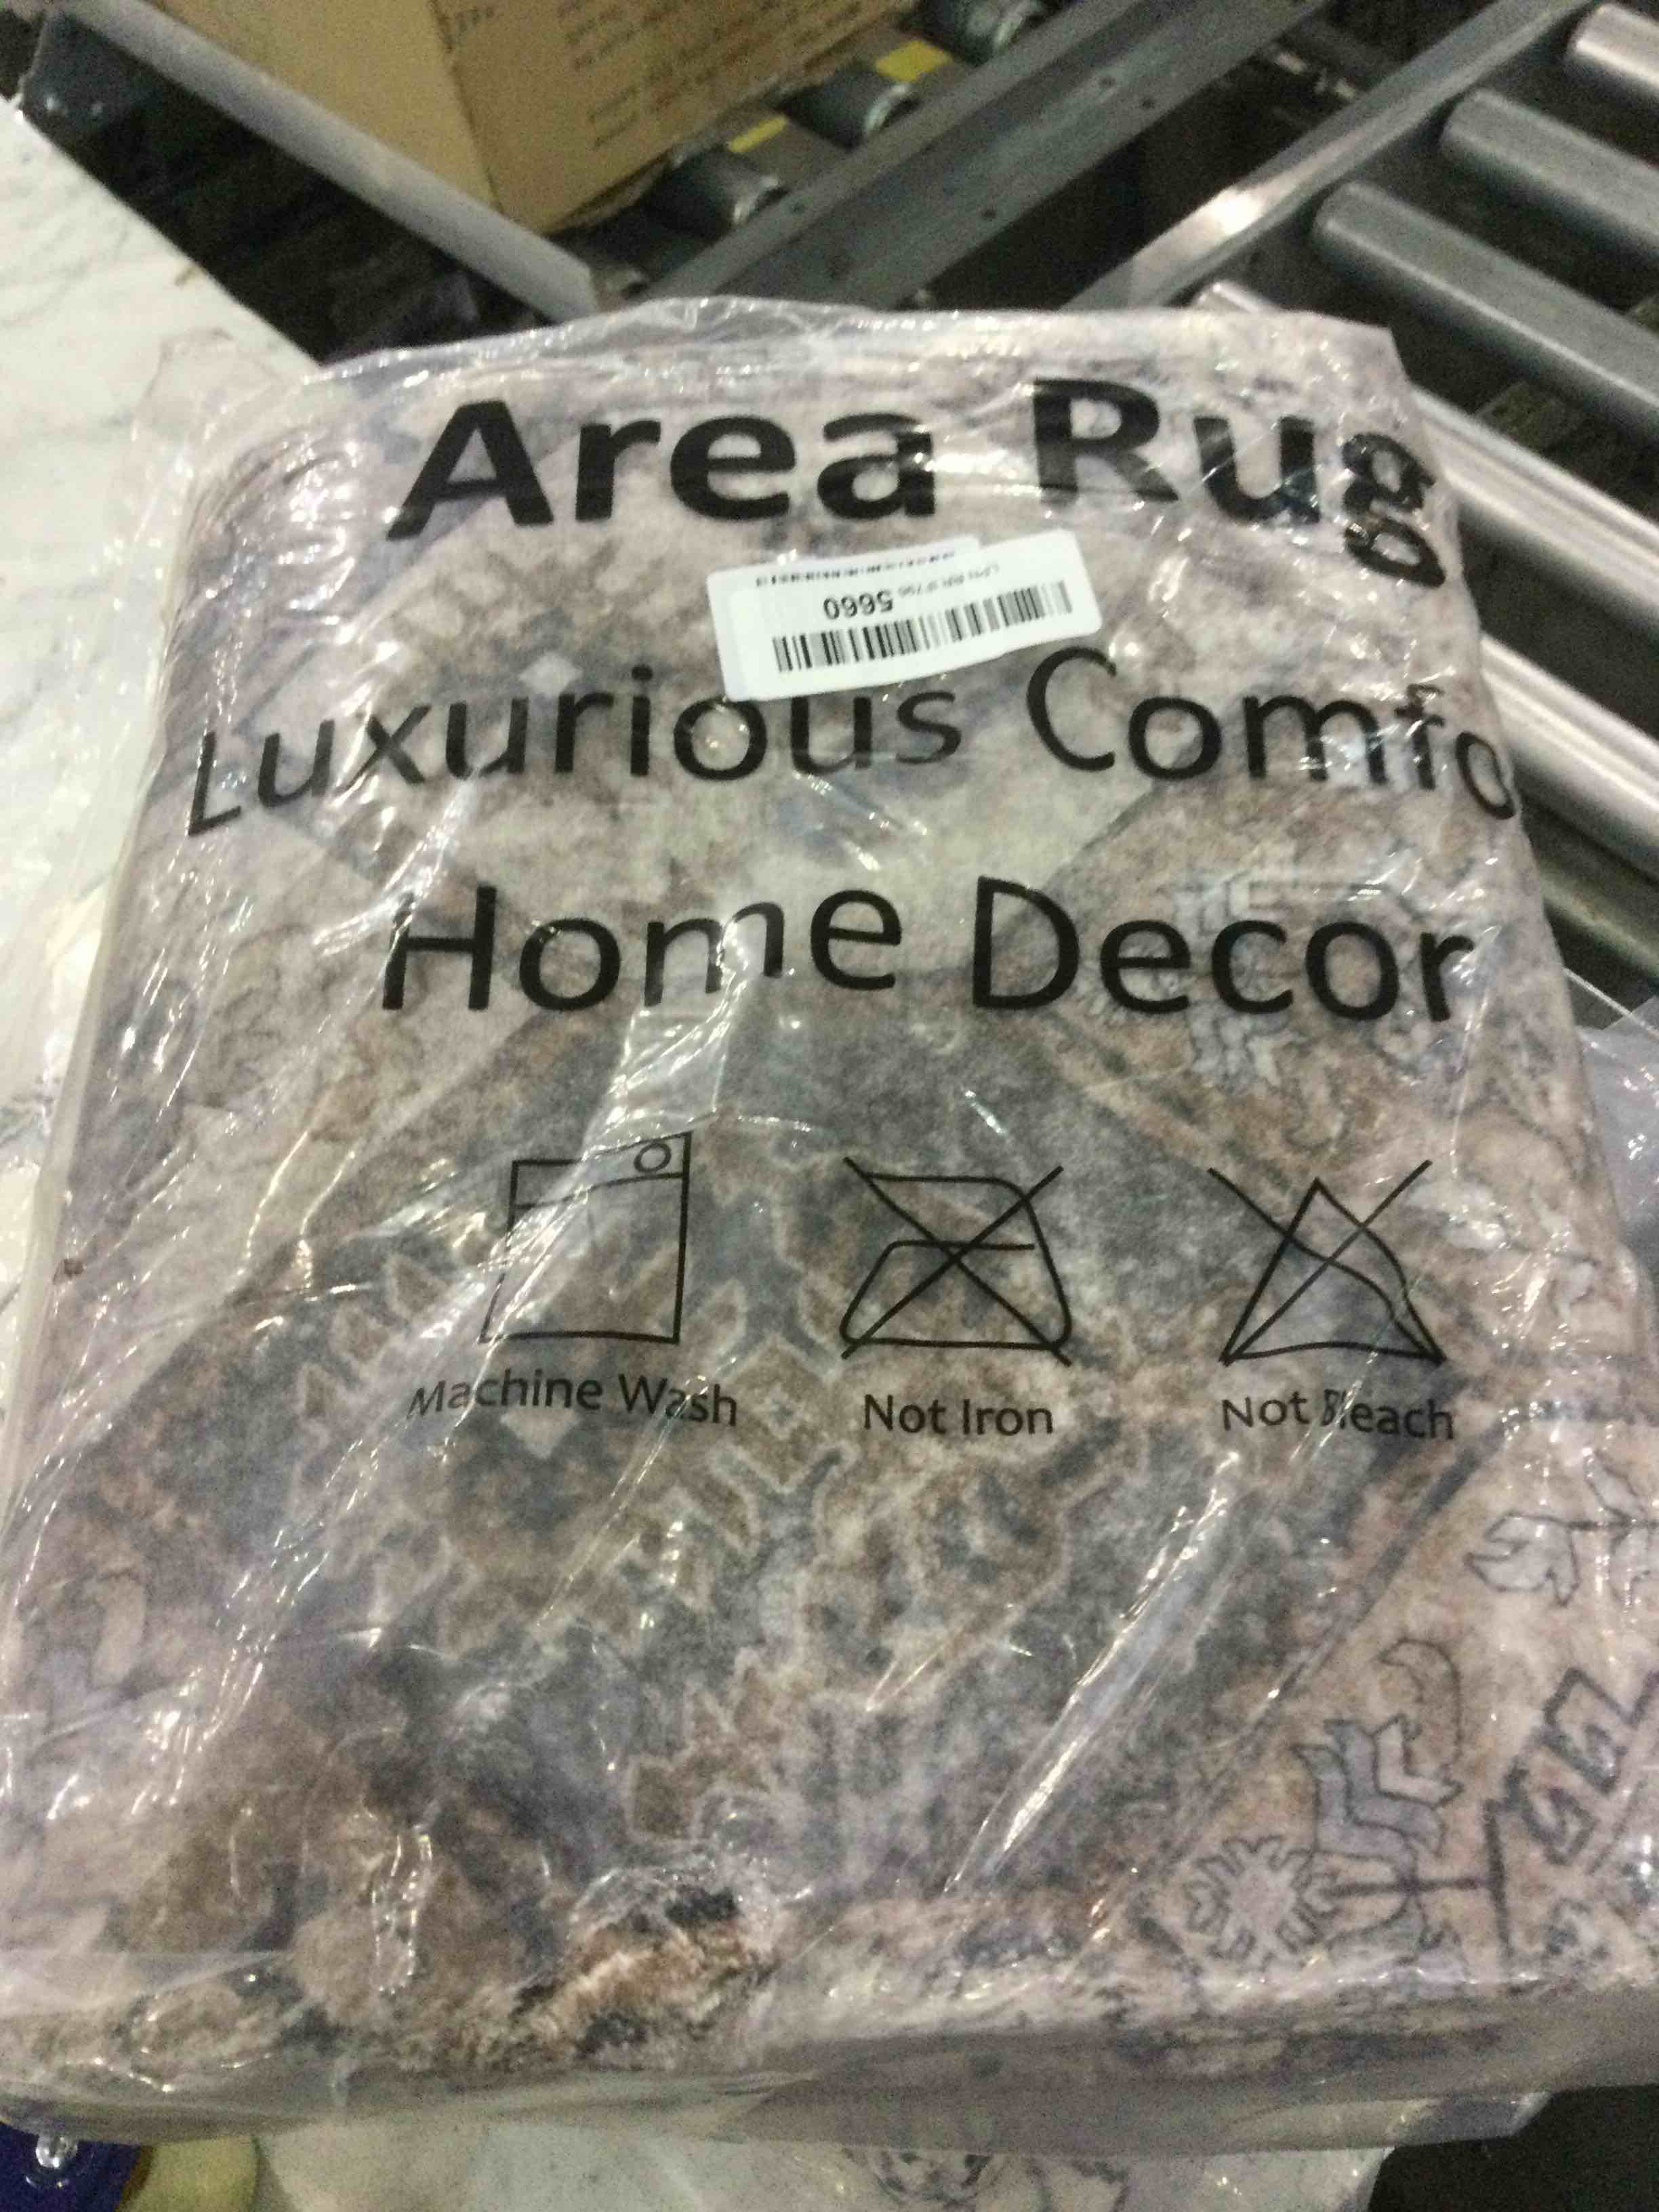 Area Rug
5660
Luxurious Comfo
Home Decor
Machine Wash
Not Iron
Not Bleach